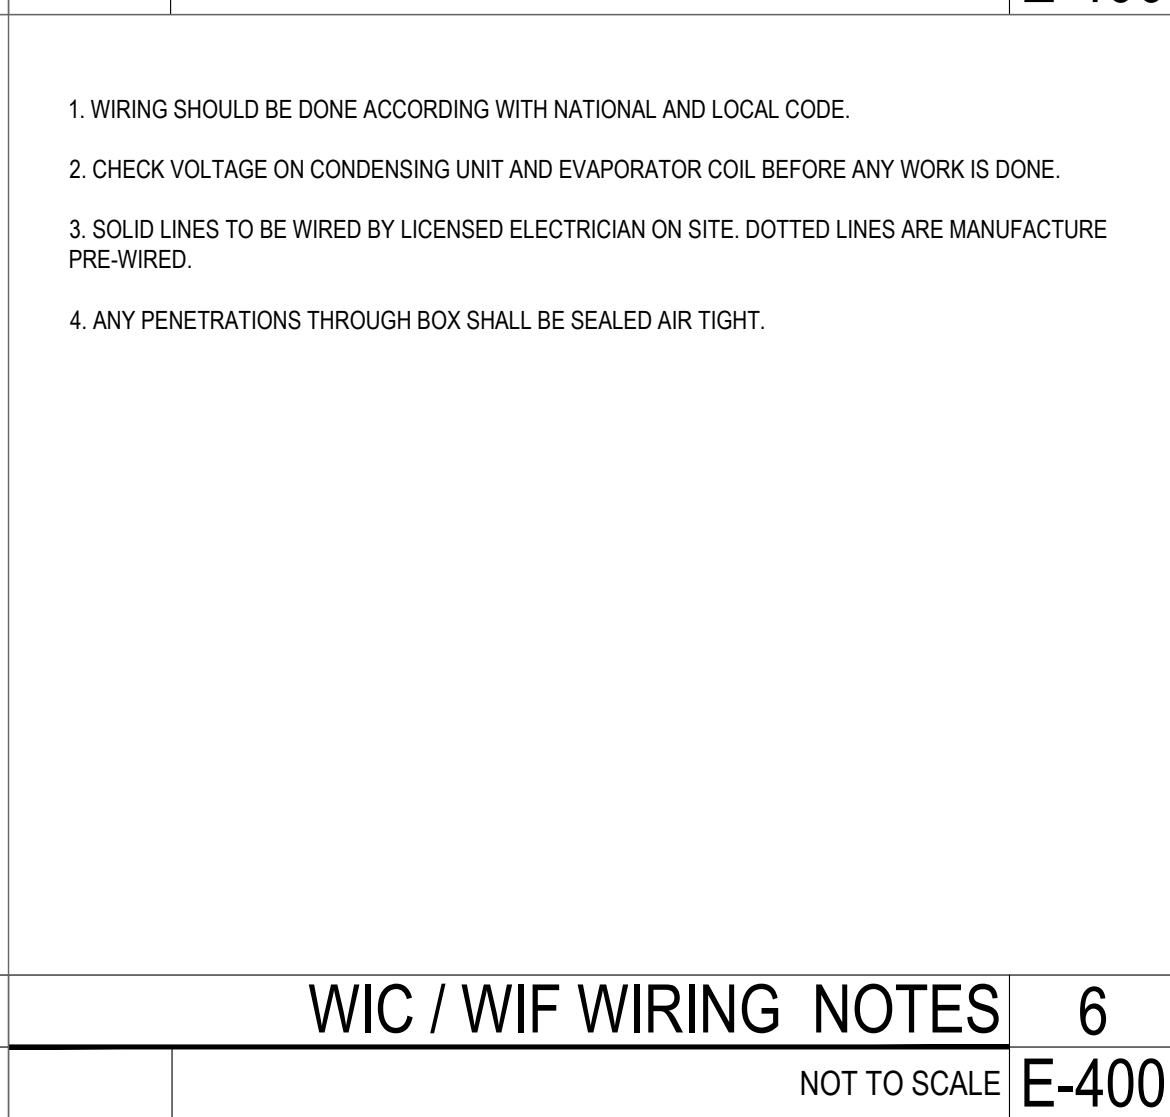 1. WIRING SHOULD BE DONE ACCORDING WITH NATIONAL AND LOCAL CODE.
2. CHECK VOLTAGE ON CONDENSING UNIT AND EVAPORATOR COIL BEFORE ANY WORK IS DONE.
3. SOLID LINES TO BE WIRED BY LICENSED ELECTRICIAN ON SITE. DOTTED LINES ARE MANUFACTURE
PRE-WIRED.
4. ANY PENETRATIONS THROUGH BOX SHALL BE SEALED AIR TIGHT.
WIC / WIF WIRING NOTES 6
NOT TO SCALE E-400